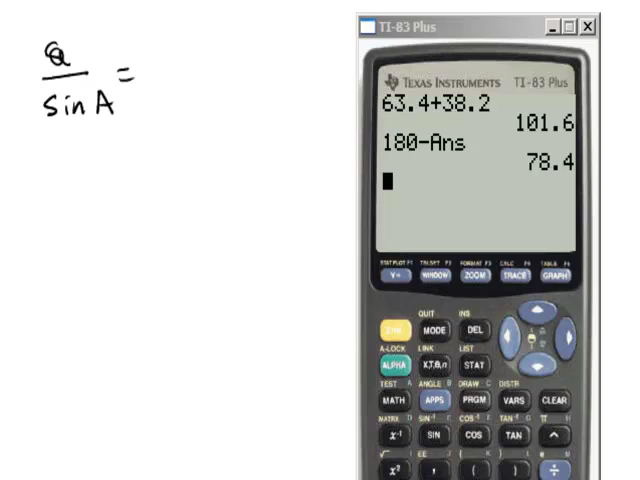 a
sin A =
TI-83 Plus
TEXAS INSTRUMENTS TI-83 Plus
63.4+38.2
101.6
180-Ans
78.4
STAT PLOT F1 TBLSET F2 FORMAT F3 CALC F4 TABLE F5
Y= WINDOW ZOOM TRACE GRAPH
QUIT INS
2ND MODE DEL
A-LOCK LINK LIST
ALPHA X,T,θ,n STAT
TEST A ANGLE B DRAW C DISTR
MATH APPS PRGM VARS CLEAR
MATRX D SIN⁻¹ E COS⁻¹ F TAN⁻¹ G π H
x⁻¹ SIN COS TAN ^
√ I EE J { K } L e M
x² , ( ) ÷